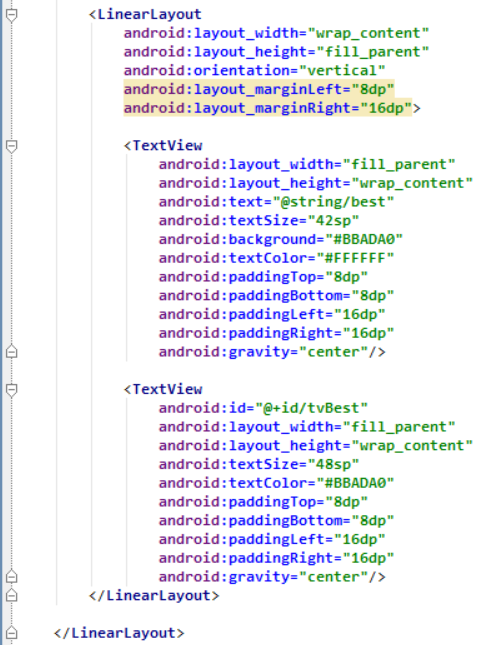 <LinearLayout
android:layout_width="wrap_content"
android:layout_height="fill_parent"
android:orientation="vertical"
android:layout_marginLeft="8dp"
android:layout_marginRight="16dp">
<TextView
android:layout_width="fill_parent"
android:layout_height="wrap_content"
android:text="@string/best"
android:textSize="42sp"
android:background="#BBADA0"
android:textColor="#FFFFFF"
android:paddingTop="8dp"
android:paddingBottom="8dp"
android:paddingLeft="16dp"
android:paddingRight="16dp"
android:gravity="center"/>
<TextView
android:id="@+id/tvBest"
android:layout_width="fill_parent"
android:layout_height="wrap_content"
android:textSize="48sp"
android:textColor="#BBADA0"
android:paddingTop="8dp"
android:paddingBottom="8dp"
android:paddingLeft="16dp"
android:paddingRight="16dp"
android:gravity="center"/>
</LinearLayout>
</LinearLayout>